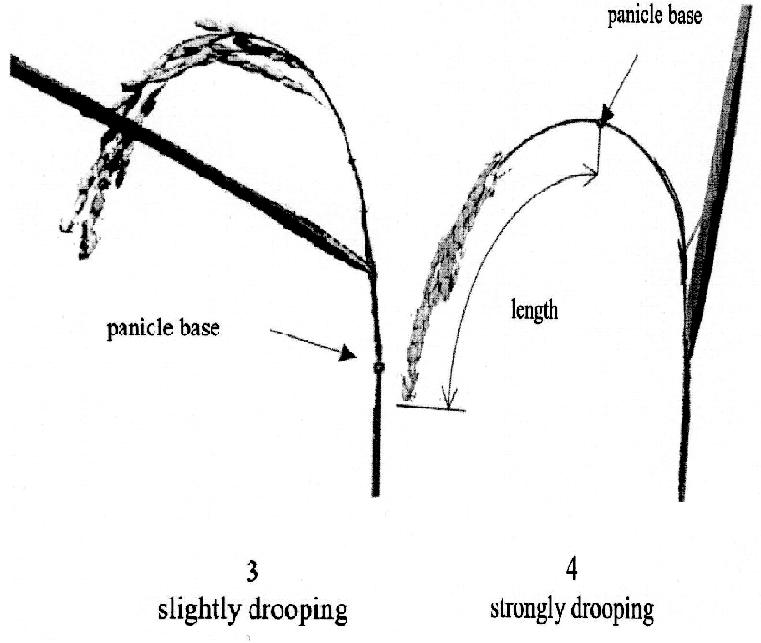 panicle base
panicle base
length
3
slightly drooping
4
strongly drooping